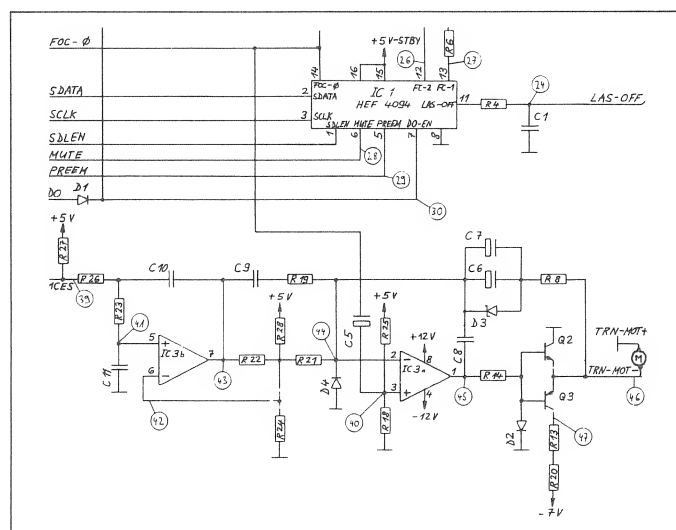 FOC-Ø
+5V-STBY
R6
26
27
14
16
15
12
13
FOC-Ø
FC-2
FC-1
SDATA
2
SDATA
IC 1
HEF 4094
LAS-OFF
11
R4
24
LAS-OFF
SCLK
3
SCLK
C1
SDLEN
SDLEN MUTE PREEM DO-EN
1
6
5
7
8
MUTE
28
PREEM
29
DO
D1
30
+5V
R27
C10
C9
R19
C7
C6
R8
1CES
39
R26
+5V
+5V
C5
D3
R23
41
R28
44
R25
C8
TRN-MOT+
5
+
IC3b
7
R22
R21
2
+12V
8
Q2
M
C11
6
43
D4
IC3a
1
R14
TRN-MOT-
3
+
4
45
46
42
R24
40
R18
-12V
Q3
D2
47
R13
R20
-7V